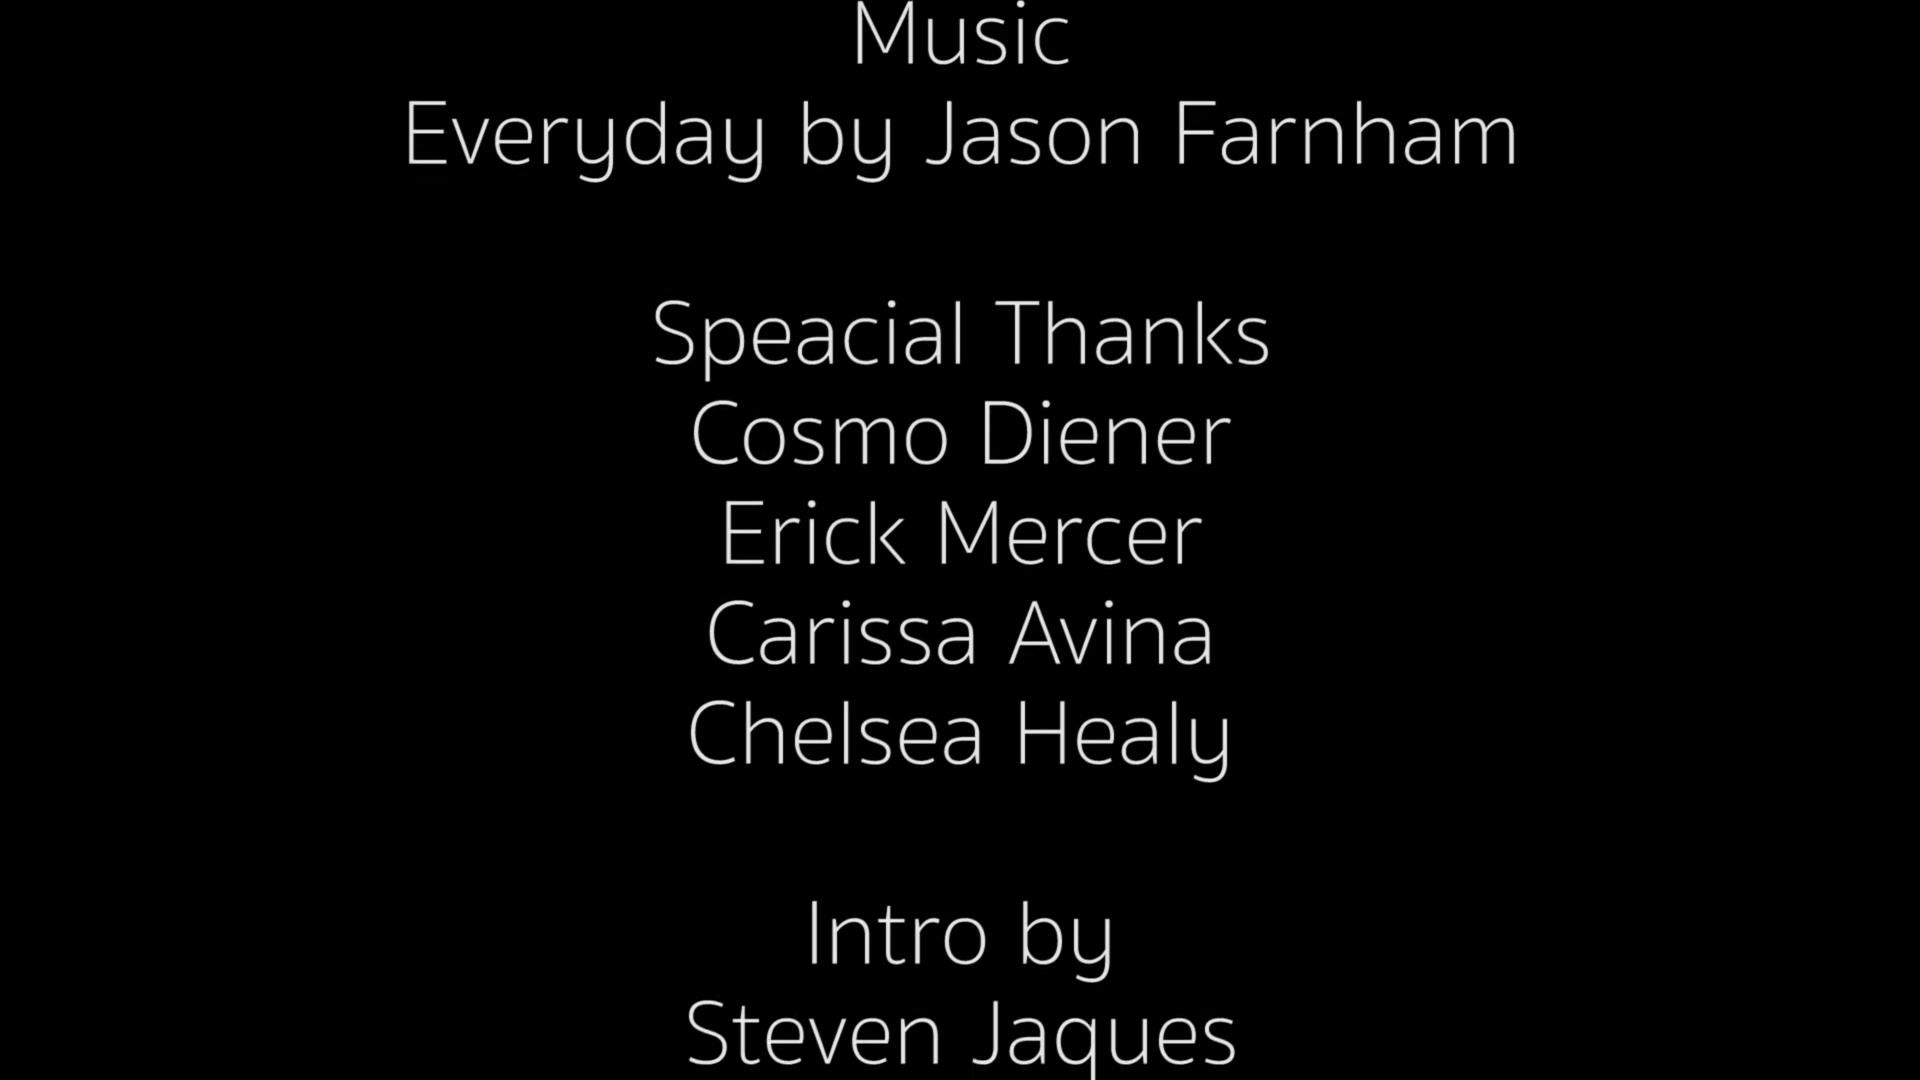 Music
Everyday by Jason Farnham
Speacial Thanks
Cosmo Diener
Erick Mercer
Carissa Avina
Chelsea Healy
Intro by
Steven Jaques